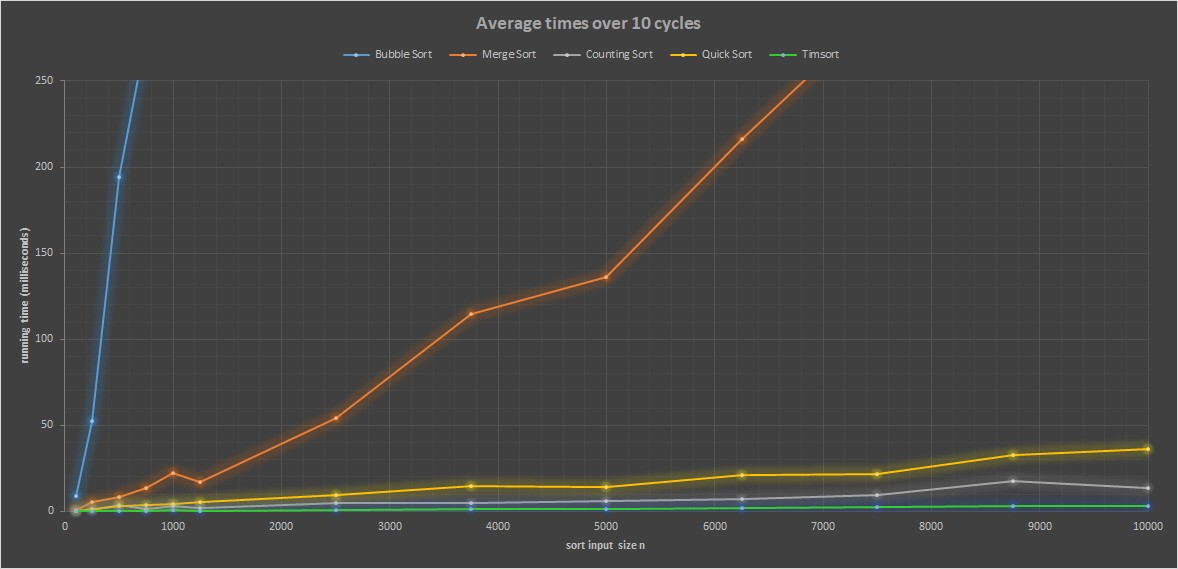 Average times over 10 cycles
Bubble Sort Merge Sort Counting Sort Quick Sort Timsort
250
200
150
100
50
0
running time (milliseconds)
0 1000 2000 3000 4000 5000 6000 7000 8000 9000 10000
sort input size n